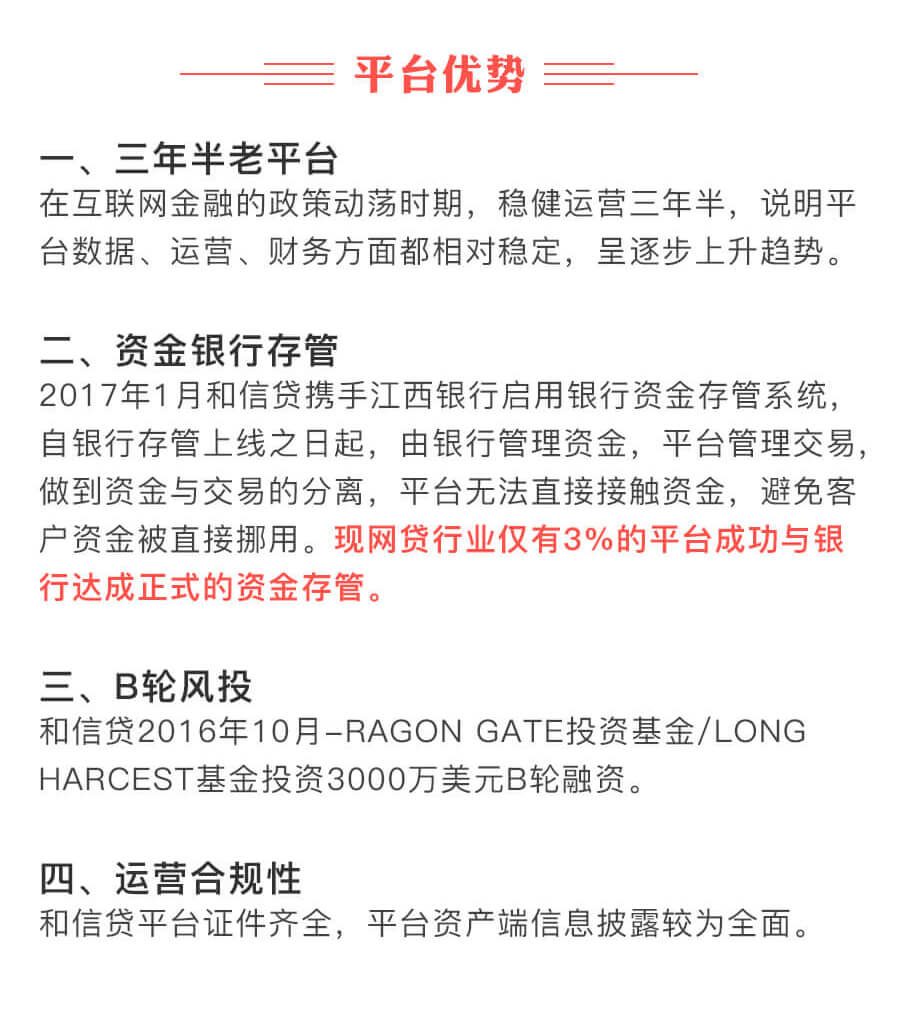 平台优势
一、三年半老平台
在互联网金融的政策动荡时期，稳健运营三年半，说明平
台数据、运营、财务方面都相对稳定，呈逐步上升趋势。
二、资金银行存管
2017年1月和信贷携手江西银行启用银行资金存管系统，
自银行存管上线之日起，由银行管理资金，平台管理交易，
做到资金与交易的分离，平台无法直接接触资金，避免客
户资金被直接挪用。现网贷行业仅有3%的平台成功与银
行达成正式的资金存管。
三、B轮风投
和信贷2016年10月-RAGON GATE投资基金/LONG
HARCEST基金投资3000万美元B轮融资。
四、运营合规性
和信贷平台证件齐全，平台资产端信息披露较为全面。